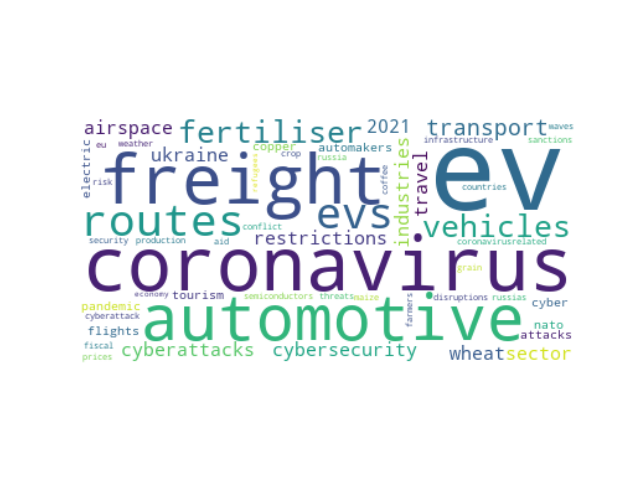 airspace fertiliser 2021 transport waves
eu weather copper automakers infrastructure sanctions
electric ukraine crop russia industries ev
risk freight refugees coffee travel countries
routes evs vehicles
conflict
security production aid restrictions coronavirusrelated
coronavirus grain
economy tourism semiconductors threats maize disruptions russias
pandemic automotive farmers cyber
cyberattack
flights nato
attacks
fiscal cyberattacks cybersecurity wheat sector
prices